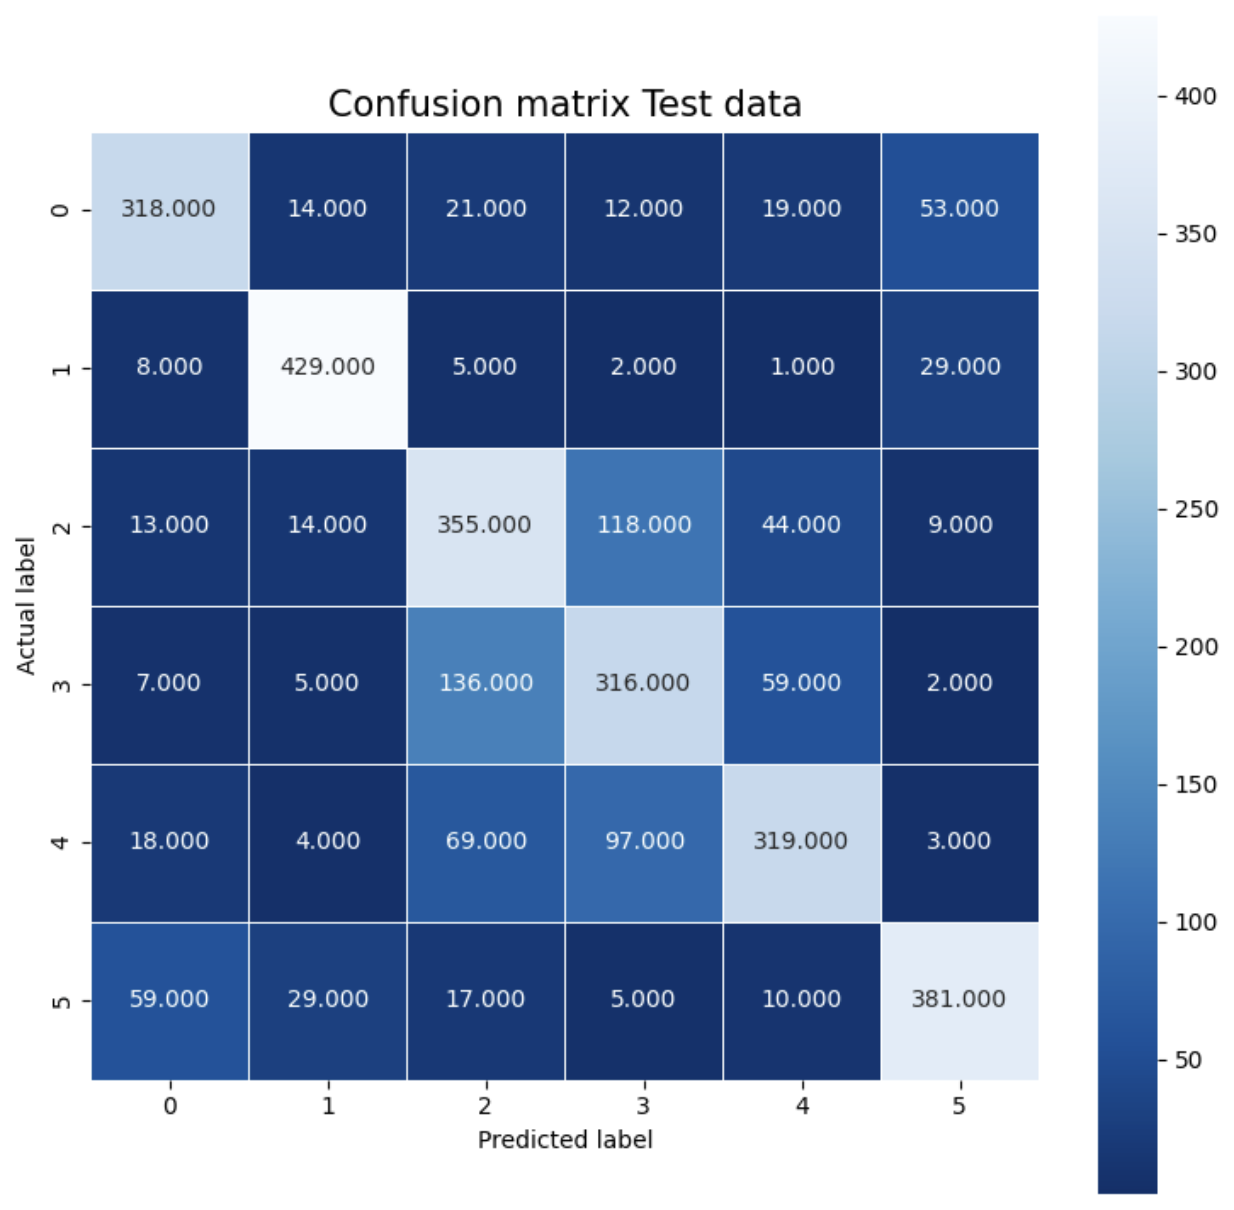 Confusion matrix Test data
0 318.000 14.000 21.000 12.000 19.000 53.000
1 8.000 429.000 5.000 2.000 1.000 29.000
2 13.000 14.000 355.000 118.000 44.000 9.000
3 7.000 5.000 136.000 316.000 59.000 2.000
4 18.000 4.000 69.000 97.000 319.000 3.000
5 59.000 29.000 17.000 5.000 10.000 381.000
0 1 2 3 4 5
Actual label
Predicted label
400
350
300
250
200
150
100
50